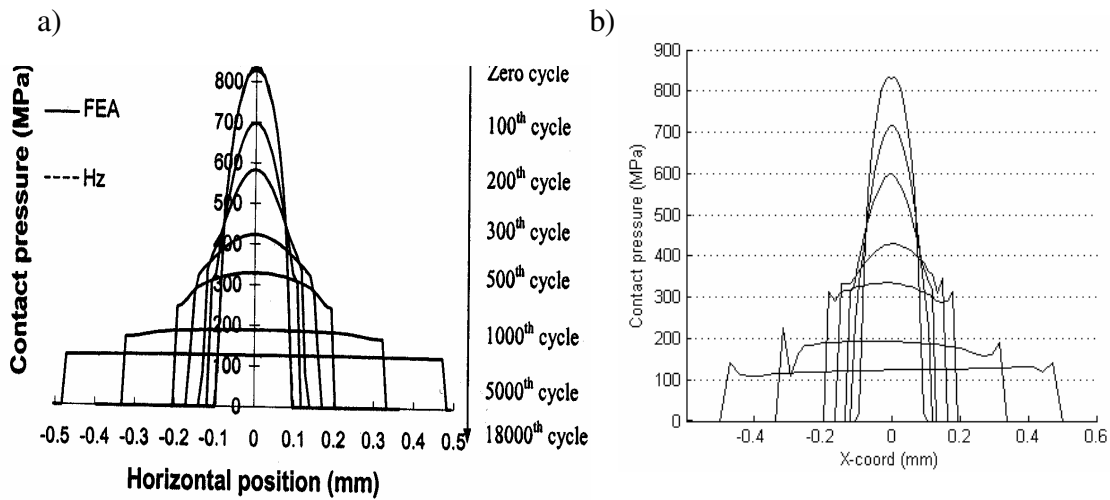 a)
Contact pressure (MPa)
FEA
Hz
800
700
600
500
400
300
200
100
0
-0.5 -0.4 -0.3 -0.2 -0.1 0 0.1 0.2 0.3 0.4 0.5
Horizontal position (mm)
Zero cycle
100th cycle
200th cycle
300th cycle
500th cycle
1000th cycle
5000th cycle
18000th cycle
b)
Contact pressure (MPa)
900
800
700
600
500
400
300
200
100
0
-0.4 -0.2 0 0.2 0.4 0.6
X-coord (mm)